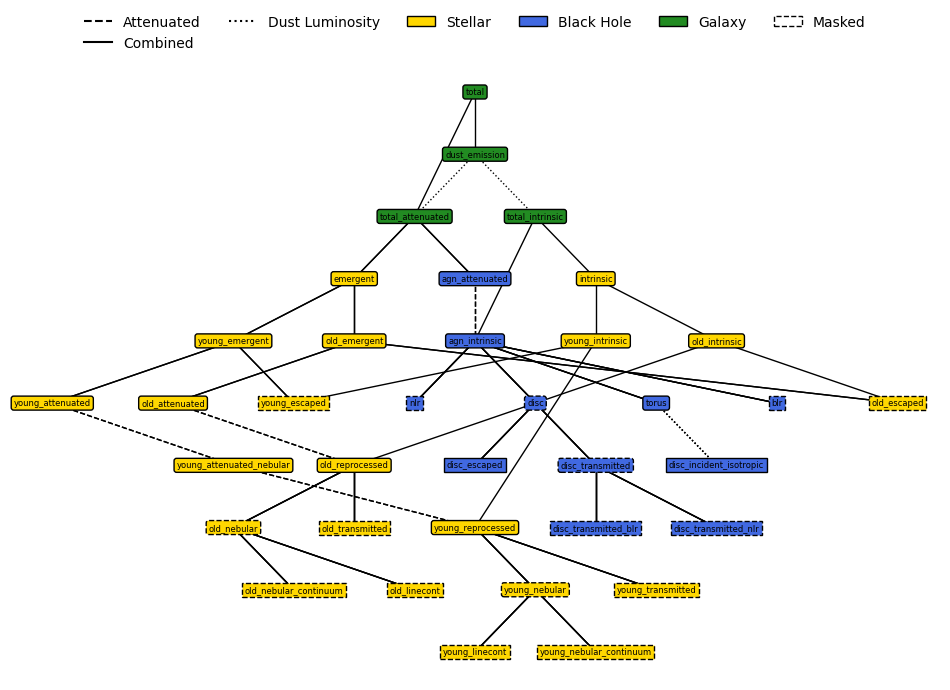 Attenuated Dust Luminosity Stellar Black Hole Galaxy Masked
Combined
total
dust_emission
total_attenuated total_intrinsic
emergent agn_attenuated intrinsic
young_emergent old_emergent agn_intrinsic young_intrinsic old_intrinsic
young_attenuated old_attenuated young_escaped nlr disc torus blr old_escaped
young_attenuated_nebular old_reprocessed disc_escaped disc_transmitted disc_incident_isotropic
old_nebular old_transmitted young_reprocessed disc_transmitted_blr disc_transmitted_nlr
old_nebular_continuum old_linecont young_nebular young_transmitted
young_linecont young_nebular_continuum